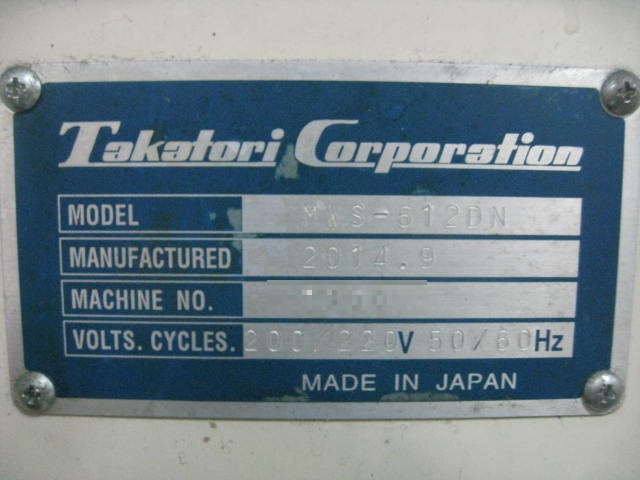 Takatori Corporation
MODEL MWS-612DN
MANUFACTURED 2014.9
MACHINE NO.
VOLTS. CYCLES. 200/220V 50/60Hz
MADE IN JAPAN